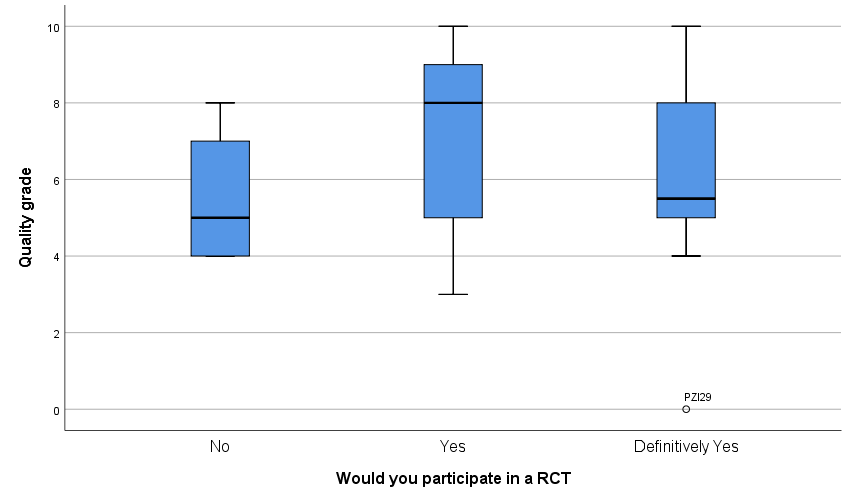 10
8
6
4
2
0
Quality grade
PZI29
No
Yes
Definitively Yes
Would you participate in a RCT